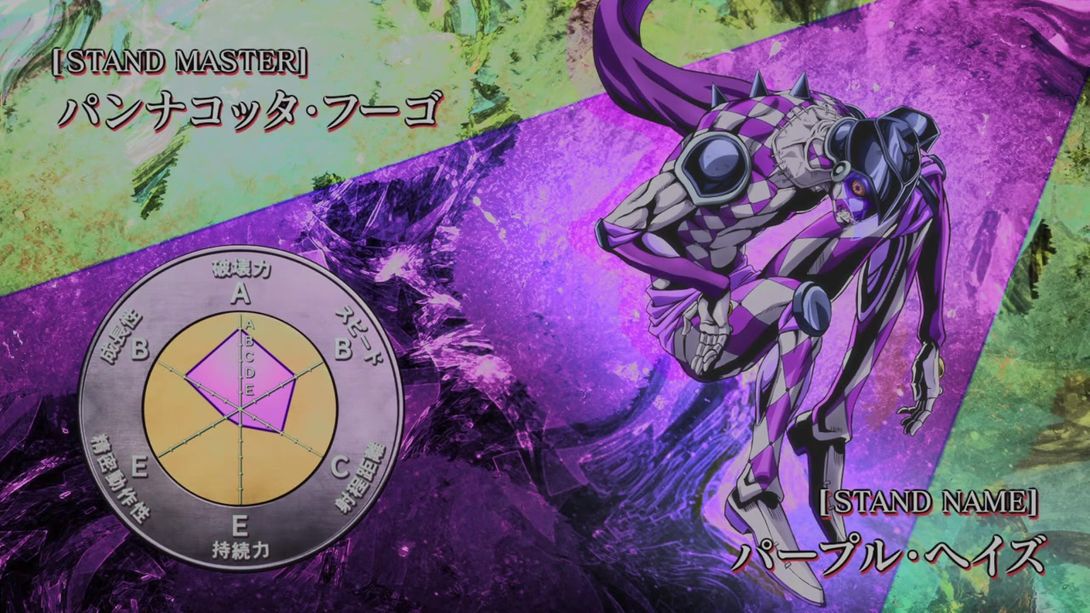 [STAND MASTER]
パンナコッタ・フーゴ
破壊力
A
スピード
B
射程距離
C
持続力
E
精密動作性
E
成長性
B
A
B
C
D
E
[STAND NAME]
パープル・ヘイズ